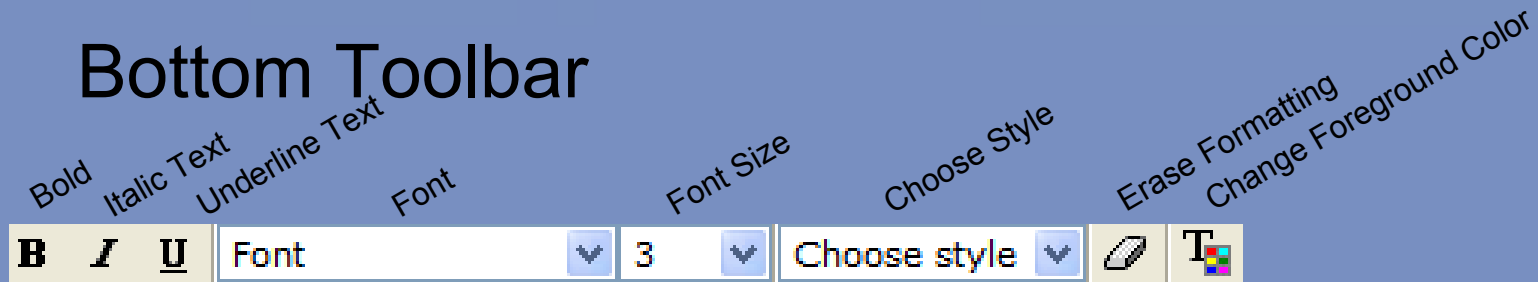 Bottom Toolbar
Bold
Italic Text
Underline Text
Font
Font Size
Choose Style
Erase Formatting
Change Foreground Color
B I U Font 3 Choose style T